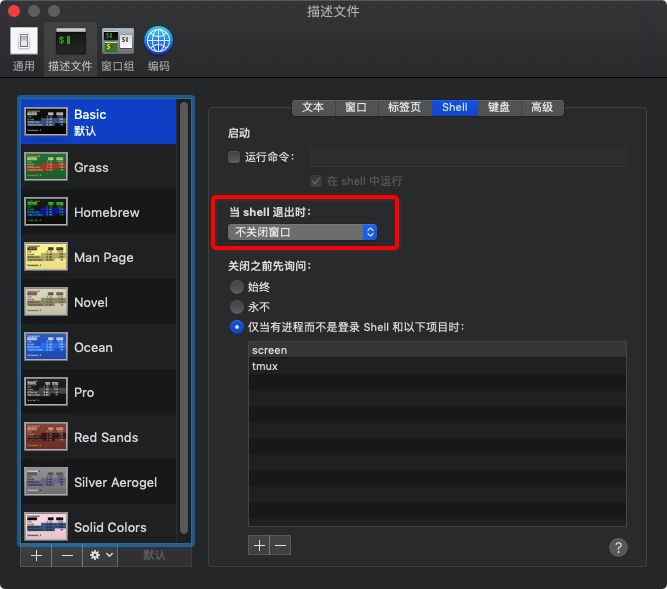 描述文件
通用
描述文件
窗口组
编码
Basic
默认
Grass
Homebrew
Man Page
Novel
Ocean
Pro
Red Sands
Silver Aerogel
Solid Colors
默认
文本
窗口
标签页
Shell
键盘
高级
启动
运行命令：
在 shell 中运行
当 shell 退出时：
不关闭窗口
关闭之前先询问：
始终
永不
仅当有进程而不是登录 Shell 和以下项目时：
screen
tmux
?